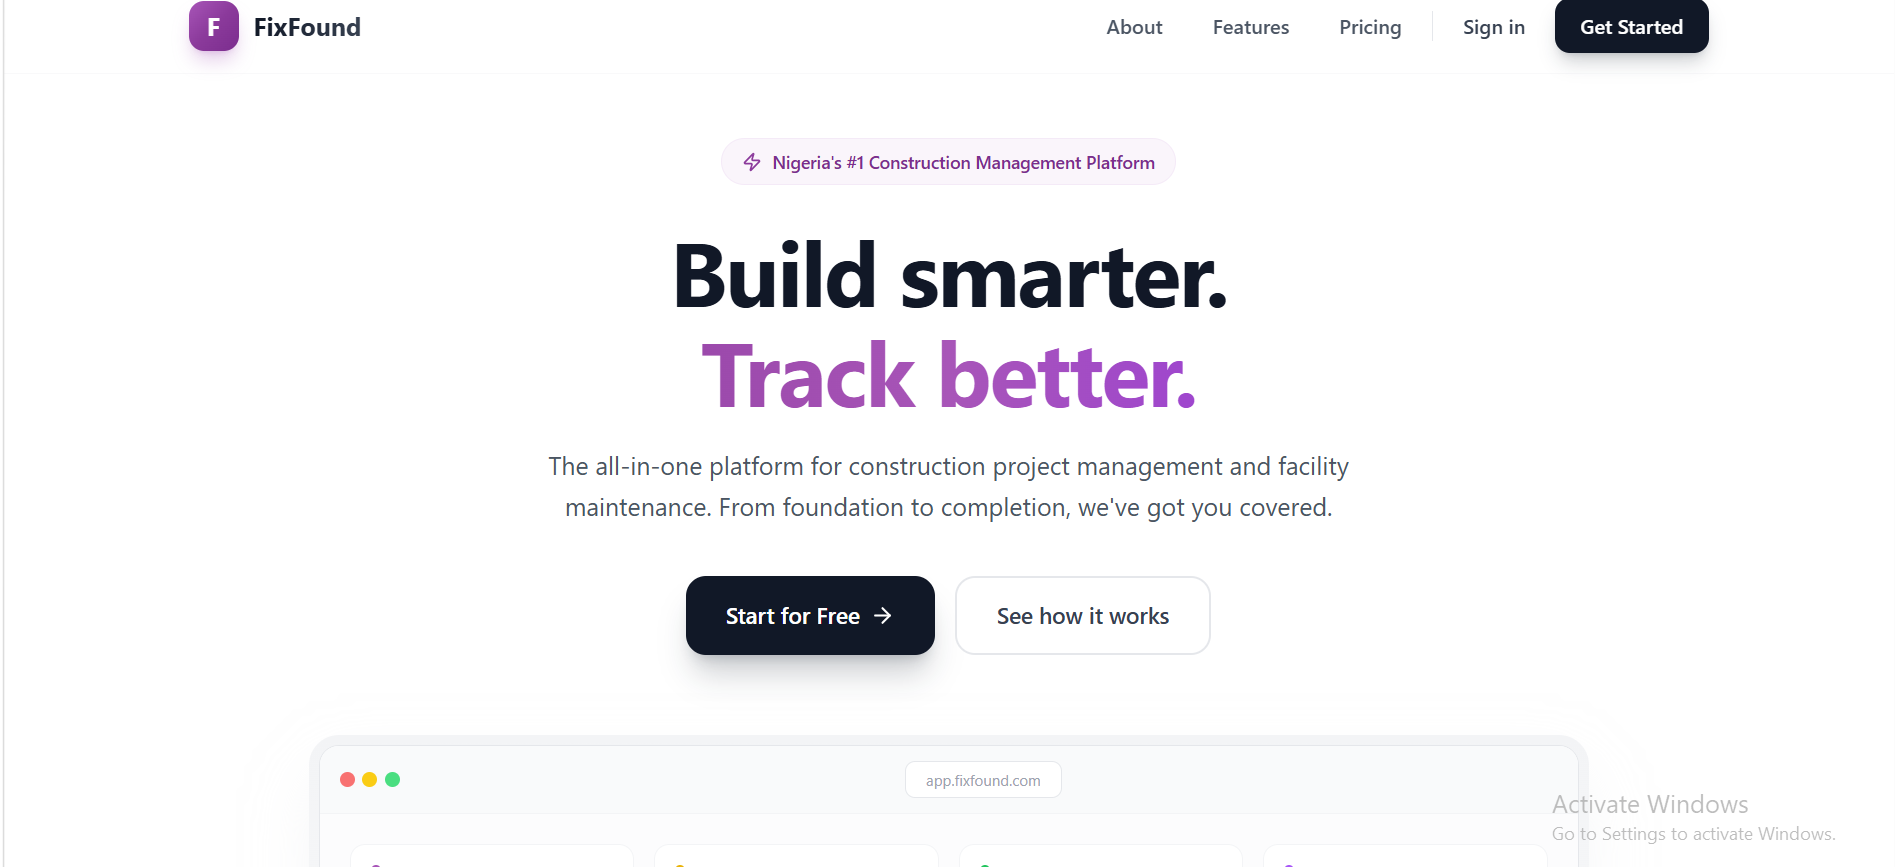 F
FixFound
About
Features
Pricing
Sign in
Get Started
Nigeria's #1 Construction Management Platform
Build smarter.
Track better.
The all-in-one platform for construction project management and facility
maintenance. From foundation to completion, we've got you covered.
Start for Free →
See how it works
app.fixfound.com
Activate Windows
Go to Settings to activate Windows.